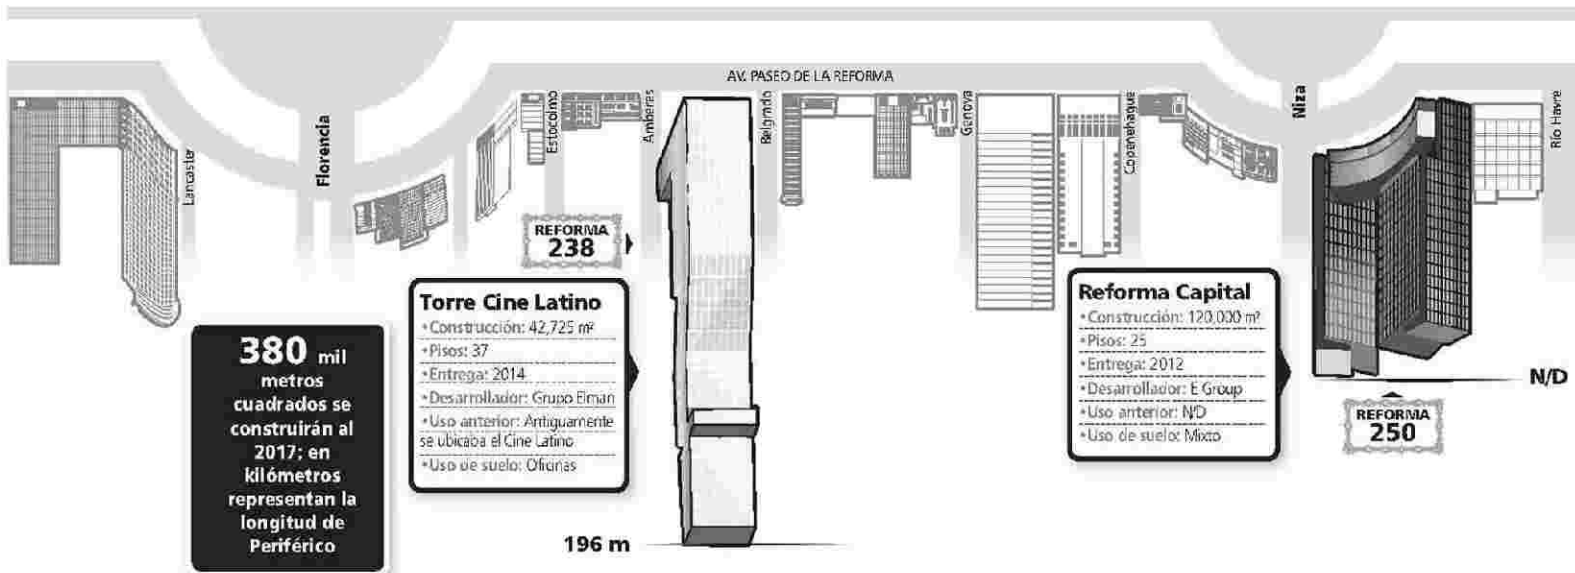 AV. PASEO DE LA REFORMA
Lancaster
Florencia
Estocolmo
Amberes
Belgrado
Genova
Copenehague
Niza
Río Havre
REFORMA
238
Torre Cine Latino
•Construcción: 42,725 m²
•Pisos: 37
•Entrega: 2014
•Desarrollador: Grupo Elman
•Uso anterior: Antiguamente
se ubicaba el Cine Latino
•Uso de suelo: Oficinas
380 mil
metros
cuadrados se
construirán al
2017; en
kilómetros
representan la
longitud de
Periférico
196 m
Reforma Capital
•Construcción: 120,000 m²
•Pisos: 25
•Entrega: 2012
•Desarrollador: E Group
•Uso anterior: N/D
•Uso de suelo: Mixto
N/D
REFORMA
250